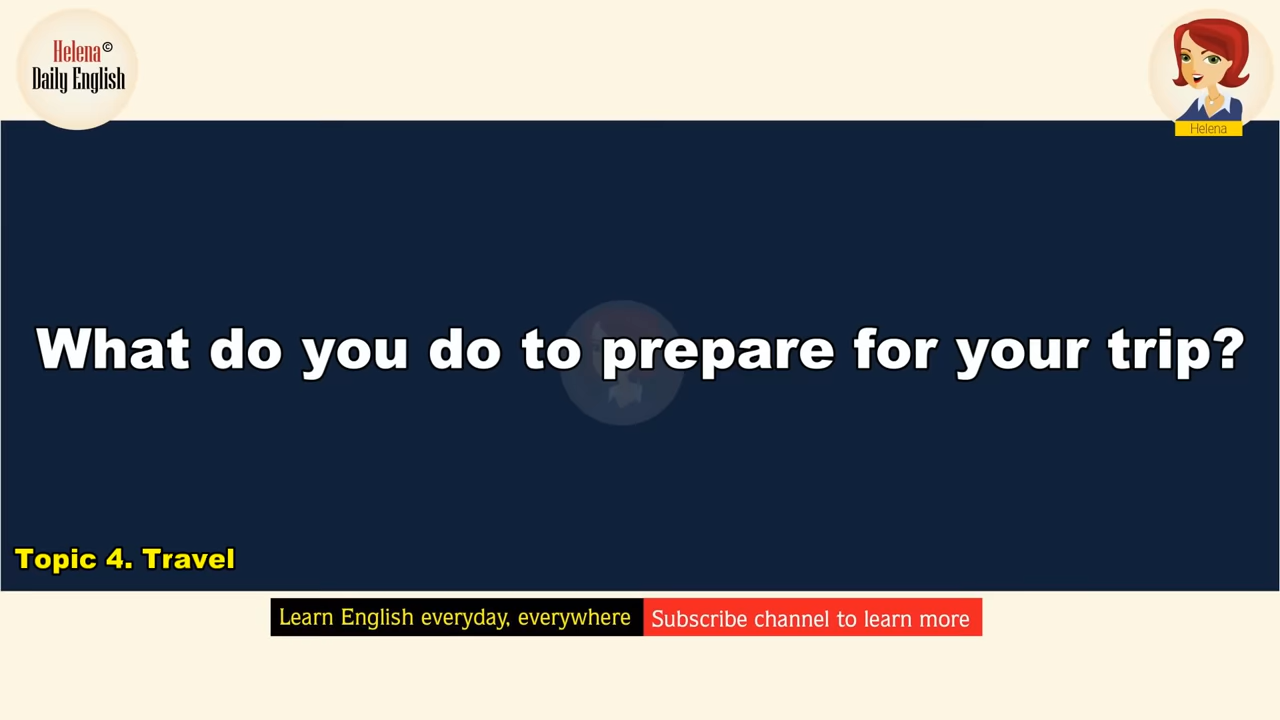 Helena©
Daily English
Helena
What do you do to prepare for your trip?
Topic 4. Travel
Learn English everyday, everywhere
Subscribe channel to learn more